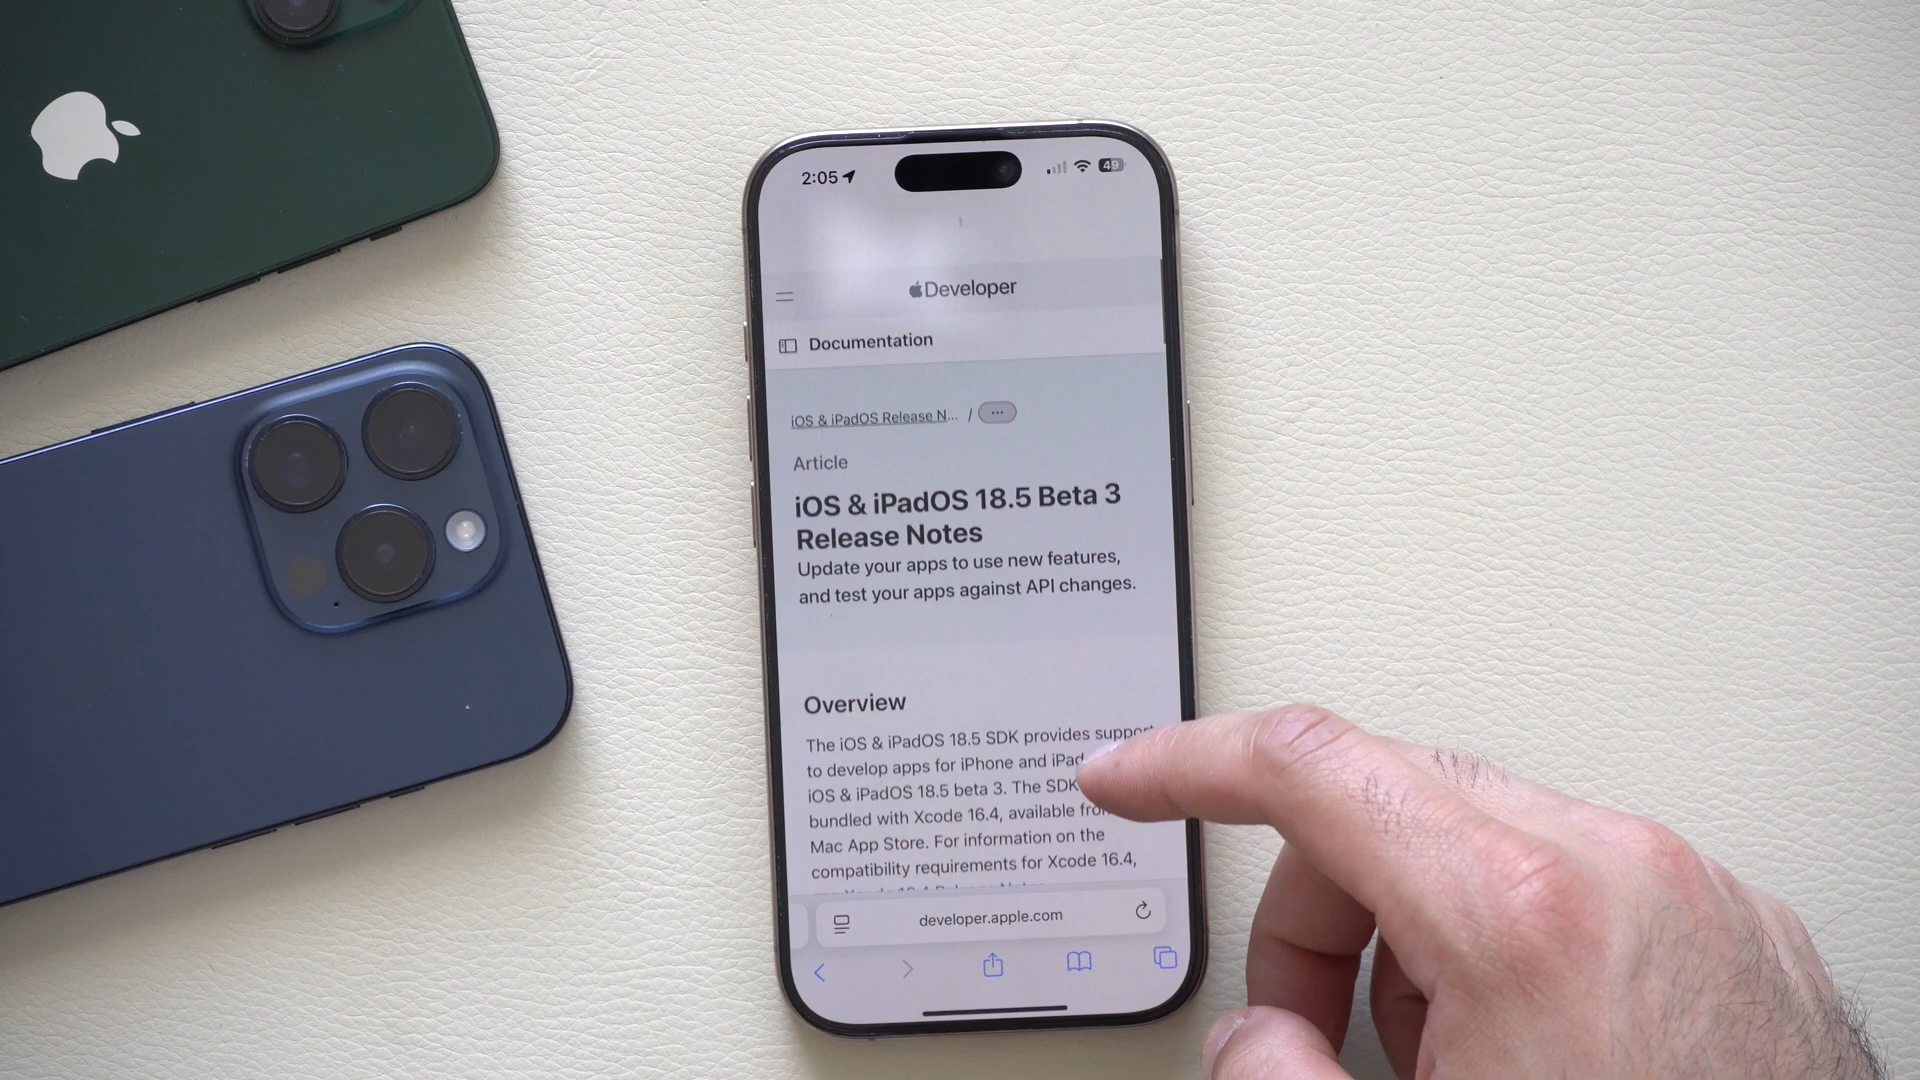 2:05
49
Developer
Documentation
iOS & iPadOS Release N... / ...
Article
iOS & iPadOS 18.5 Beta 3
Release Notes
Update your apps to use new features,
and test your apps against API changes.
Overview
The iOS & iPadOS 18.5 SDK provides support
to develop apps for iPhone and iPad
iOS & iPadOS 18.5 beta 3. The SDK
bundled with Xcode 16.4, available
Mac App Store. For information on the
compatibility requirements for Xcode 16.4,
developer.apple.com